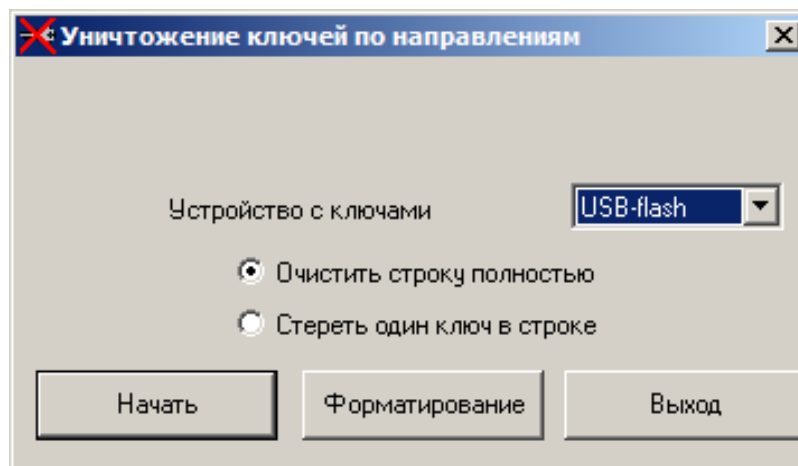 Уничтожение ключей по направлениям
Устройство с ключами USB-flash
Очистить строку полностью
Стереть один ключ в строке
Начать Форматирование Выход